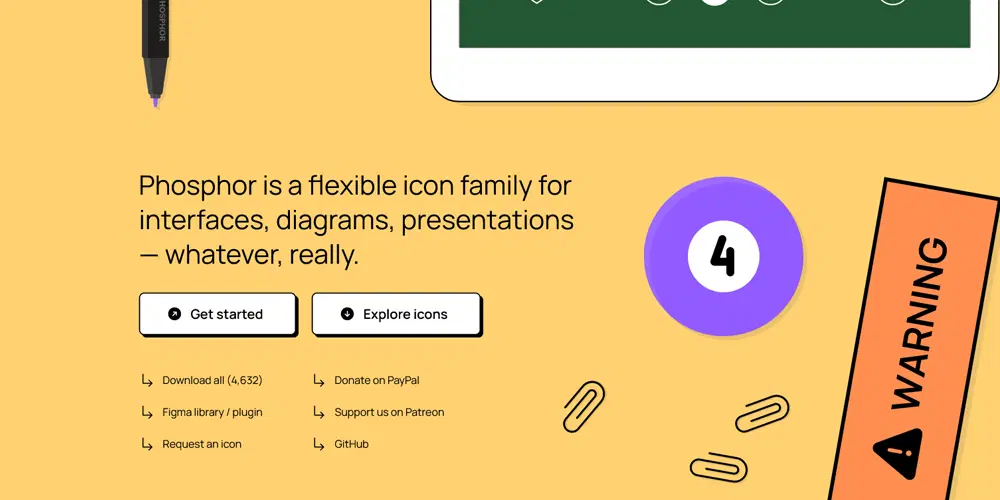 PHOSPHOR
Phosphor is a flexible icon family for
interfaces, diagrams, presentations
— whatever, really.
Get started
Explore icons
Download all (4,632)
Donate on PayPal
Figma library / plugin
Support us on Patreon
Request an icon
GitHub
4
WARNING